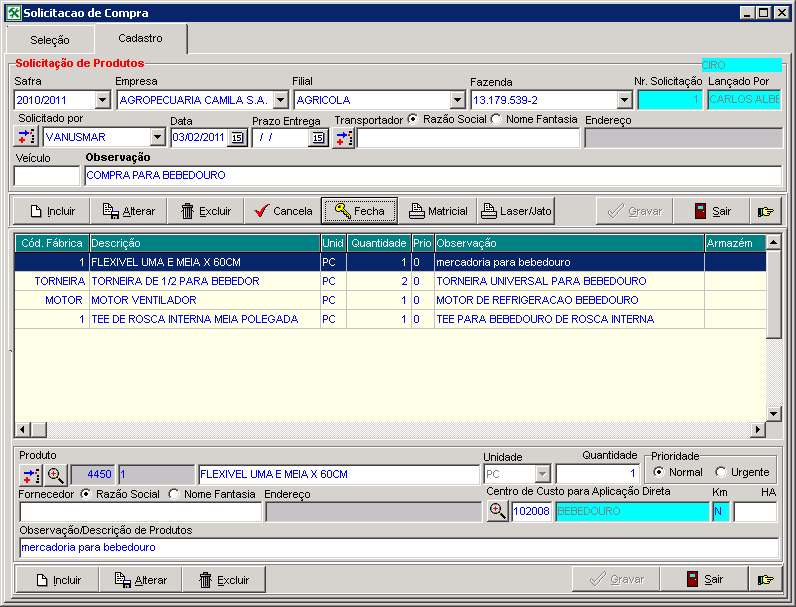 Solicitacao de Compra
Seleção Cadastro
Solicitação de Produtos CIRO
Safra Empresa Filial Fazenda Nr. Solicitação Lançado Por
2010/2011 AGROPECUARIA CAMILA S.A. AGRICOLA 13.179.539-2 1 CARLOS ALBE
Solicitado por Data Prazo Entrega Transportador Razão Social Nome Fantasia Endereço
VANUSMAR 03/02/2011 15 / / 15
Veículo Observação
COMPRA PARA BEBEDOURO
Incluir Alterar Excluir Cancela Fecha Matricial Laser/Jato Gravar Sair
Cód. Fábrica Descrição Unid Quantidade Prio Observação Armazém
1 FLEXIVEL UMA E MEIA X 60CM PC 1 0 mercadoria para bebedouro
TORNEIRA TORNEIRA DE 1/2 PARA BEBEDOR PC 2 0 TORNEIRA UNIVERSAL PARA BEBEDOURO
MOTOR MOTOR VENTILADOR PC 1 0 MOTOR DE REFRIGERACAO BEBEDOURO
1 TEE DE ROSCA INTERNA MEIA POLEGADA PC 1 0 TEE PARA BEBEDOURO DE ROSCA INTERNA
Produto Unidade Quantidade Prioridade
4450 1 FLEXIVEL UMA E MEIA X 60CM PC 1 Normal Urgente
Fornecedor Razão Social Nome Fantasia Endereço Centro de Custo para Aplicação Direta Km HA
102008 BEBEDOURO N
Observação/Descrição de Produtos
mercadoria para bebedouro
Incluir Alterar Excluir Gravar Sair